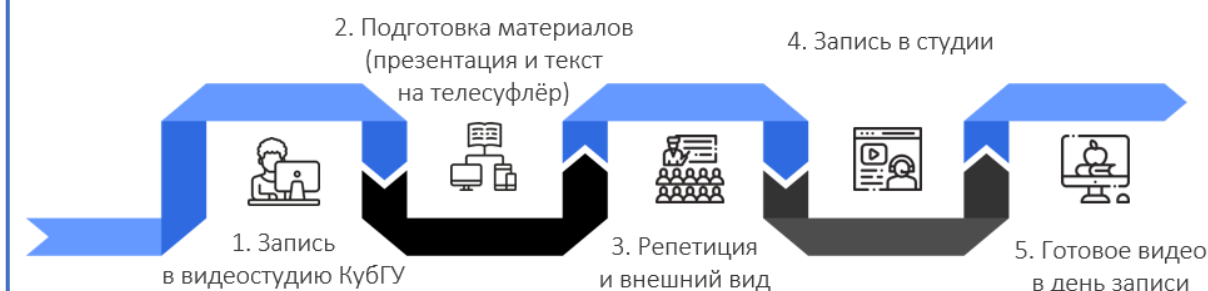 1. Запись
в видеостудию КубГУ
2. Подготовка материалов
(презентация и текст
на телесуфлёр)
3. Репетиция
и внешний вид
4. Запись в студии
5. Готовое видео
в день записи